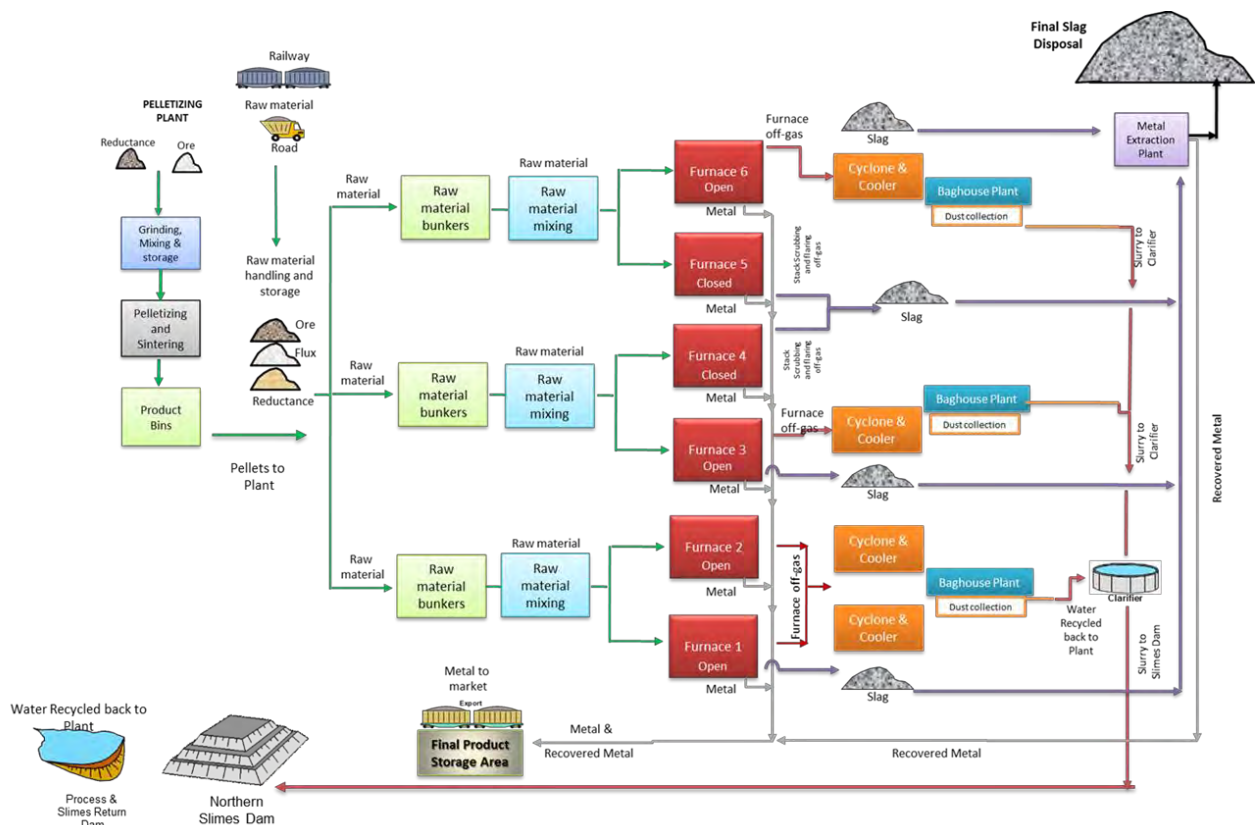 Final Slag
Disposal
Railway
Raw material
Road
PELLETIZING
PLANT
Reductance
Ore
Grinding,
Mixing &
storage
Pelletizing
and
Sintering
Product
Bins
Pellets to
Plant
Raw material
handling and
storage
Ore
Flux
Reductance
Raw
material
Raw
material
bunkers
Raw material
Raw
material
mixing
Furnace 6
Open
Metal
Furnace 5
Closed
Metal
Furnace
off-gas
Slag
Metal
Extraction
Plant
Cyclone &
Cooler
Baghouse Plant
Dust collection
Slurry to
Clarifier
Stack Scrubbing
and flaring
off-gas
Slag
Raw
material
Raw
material
bunkers
Raw material
Raw
material
mixing
Furnace 4
Closed
Metal
Furnace 3
Open
Metal
Stack
Scrubbing
and flaring
off-gas
Furnace
off-gas
Cyclone &
Cooler
Baghouse Plant
Dust collection
Slurry to
Clarifier
Slag
Recovered Metal
Raw
material
Raw
material
bunkers
Raw material
Raw
material
mixing
Furnace 2
Open
Metal
Furnace 1
Open
Metal
Furnace off-gas
Cyclone &
Cooler
Cyclone &
Cooler
Baghouse Plant
Dust collection
Water
Recycled
back to
Plant
Clarifier
Slurry to
Slimes Dam
Slag
Metal to
market
Export
Final Product
Storage Area
Metal &
Recovered Metal
Recovered Metal
Water Recycled back to
Plant
Process &
Slimes Return
Dam
Northern
Slimes Dam